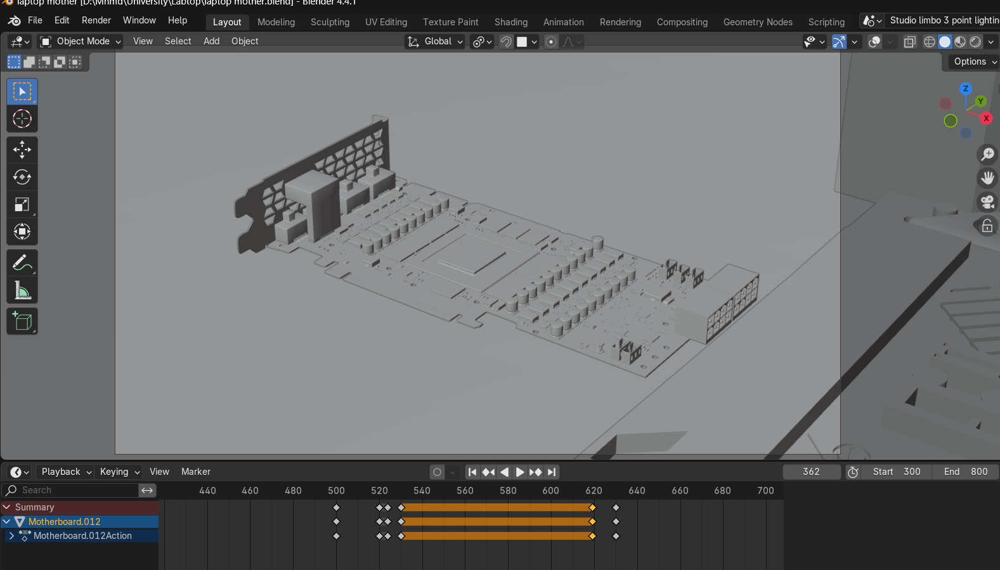 laptop mother [D:\Mhmd\University\Labtop\laptop mother.blend] - Blender 4.4.1
File Edit Render Window Help Layout Modeling Sculpting UV Editing Texture Paint Shading Animation Rendering Compositing Geometry Nodes Scripting Studio limbo 3 point lighting
Object Mode View Select Add Object Global
Options
Z
Y
X
Playback Keying View Marker 362 Start 300 End 800
Search 440 460 480 500 520 540 560 580 600 620 640 660 680 700
Summary
Motherboard.012
Motherboard.012Action